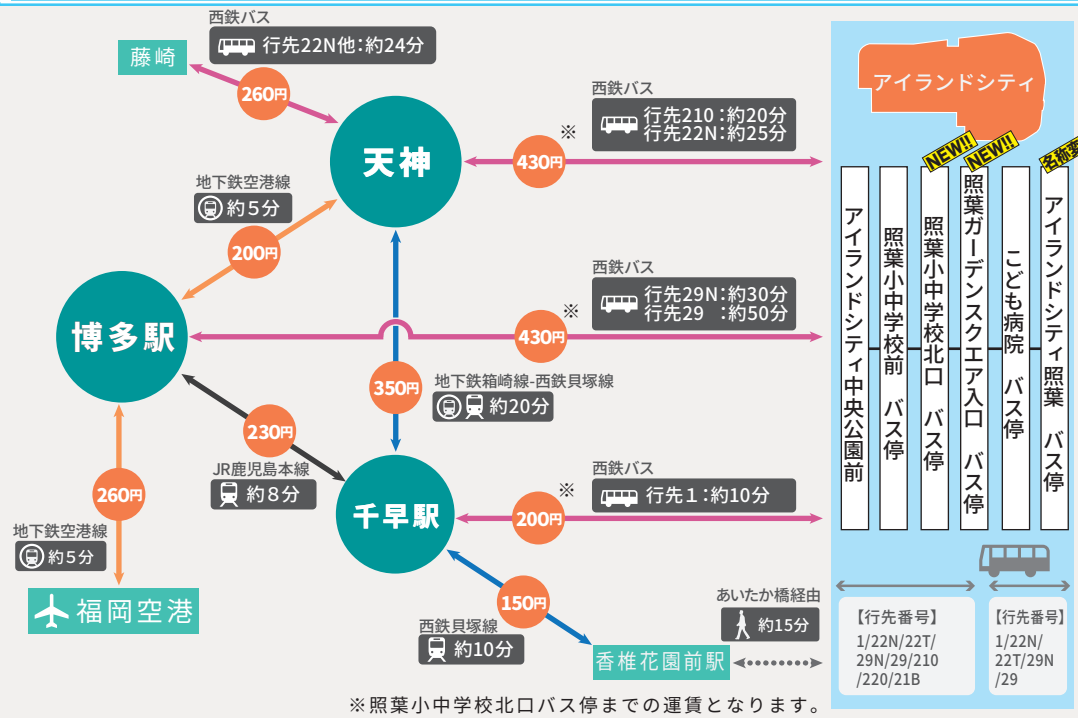 西鉄バス
行先22N他：約24分
藤崎
260円
天神
西鉄バス
行先210：約20分
行先22N：約25分
※
430円
地下鉄空港線
約5分
200円
博多駅
西鉄バス
行先29N：約30分
行先29 ：約50分
※
430円
350円
地下鉄箱崎線-西鉄貝塚線
約20分
230円
JR鹿児島本線
約8分
千早駅
西鉄バス
行先1：約10分
※
200円
260円
地下鉄空港線
約5分
福岡空港
150円
西鉄貝塚線
約10分
香椎花園前駅
あいたか橋経由
約15分
※照葉小中学校北口バス停までの運賃となります。
アイランドシティ
NEW!!
NEW!!
名称変
アイランドシティ中央公園前
照葉小中学校前 バス停
照葉小中学校北口 バス停
照葉ガーデンスクエア入口 バス停
こども病院 バス停
アイランドシティ照葉 バス停
【行先番号】
1/22N/22T/
29N/29/210
/220/21B
【行先番号】
1/22N/
22T/29N
/29